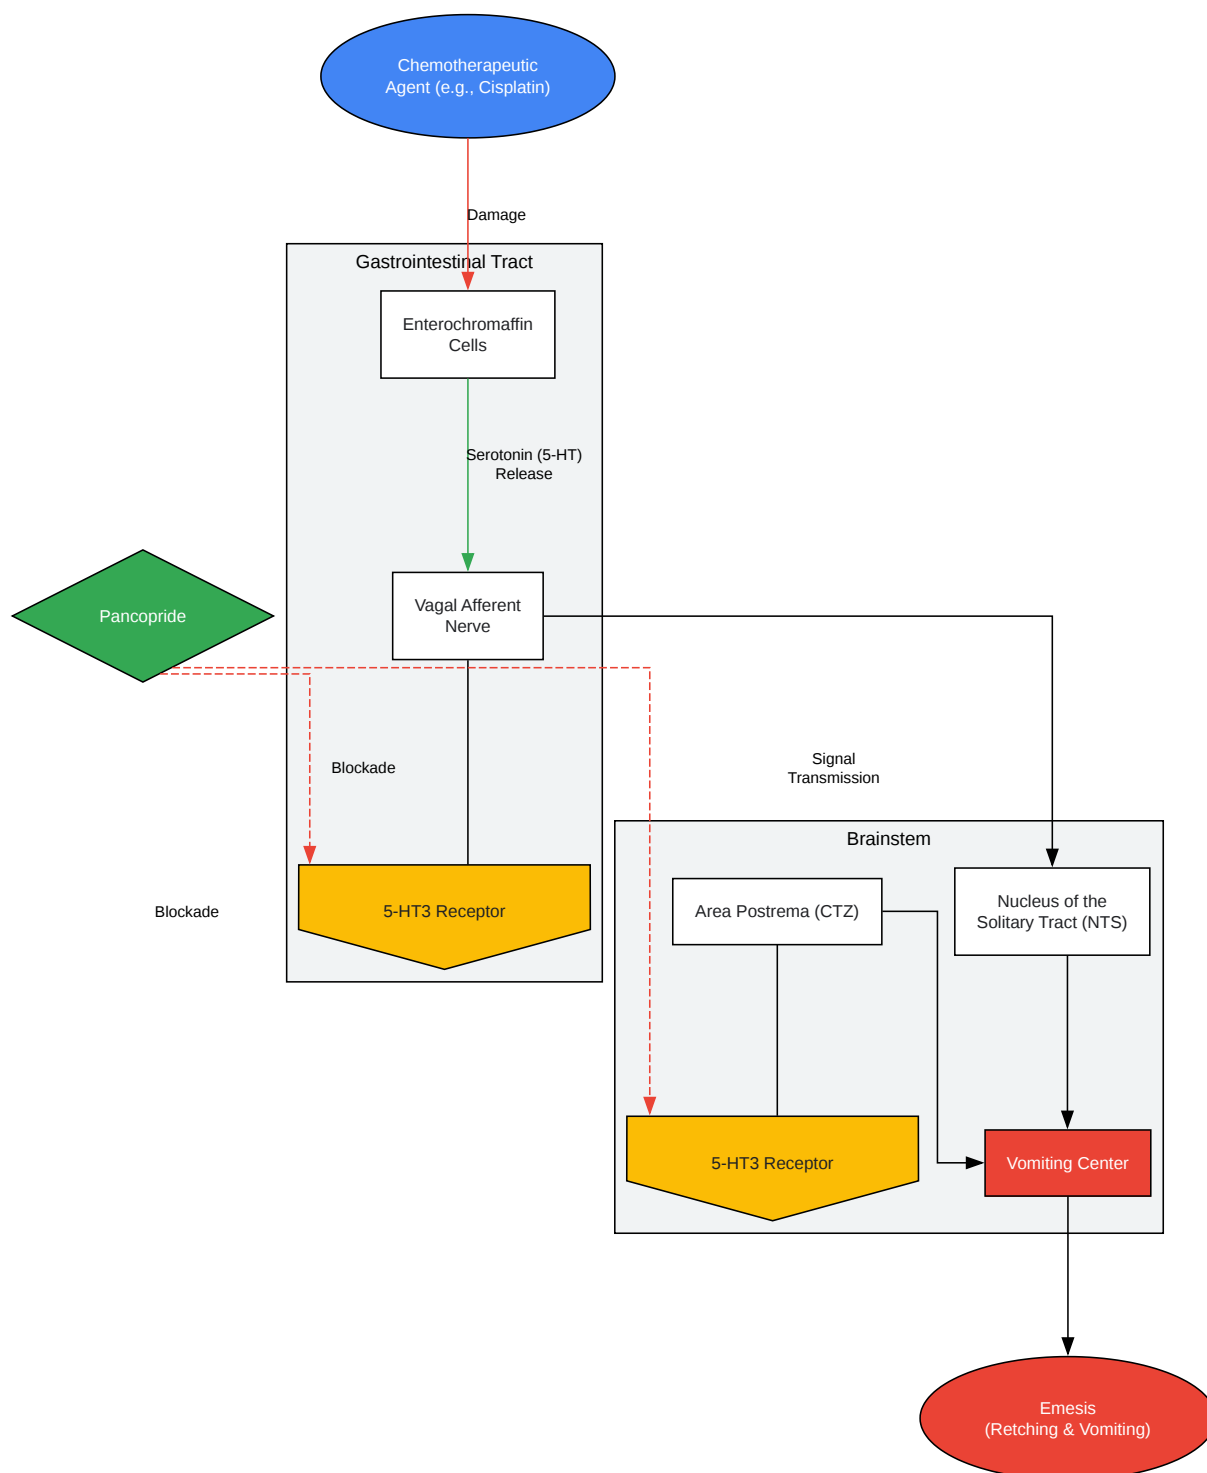 Chemotherapeutic
Agent (e.g., Cisplatin)
Damage
Gastrointestinal Tract
Enterochromaffin
Cells
Serotonin (5-HT)
Release
Pancopride
Vagal Afferent
Nerve
Blockade
Signal
Transmission
Brainstem
5-HT3 Receptor
Blockade
Area Postrema (CTZ)
Nucleus of the
Solitary Tract (NTS)
5-HT3 Receptor
Vomiting Center
Emesis
(Retching & Vomiting)